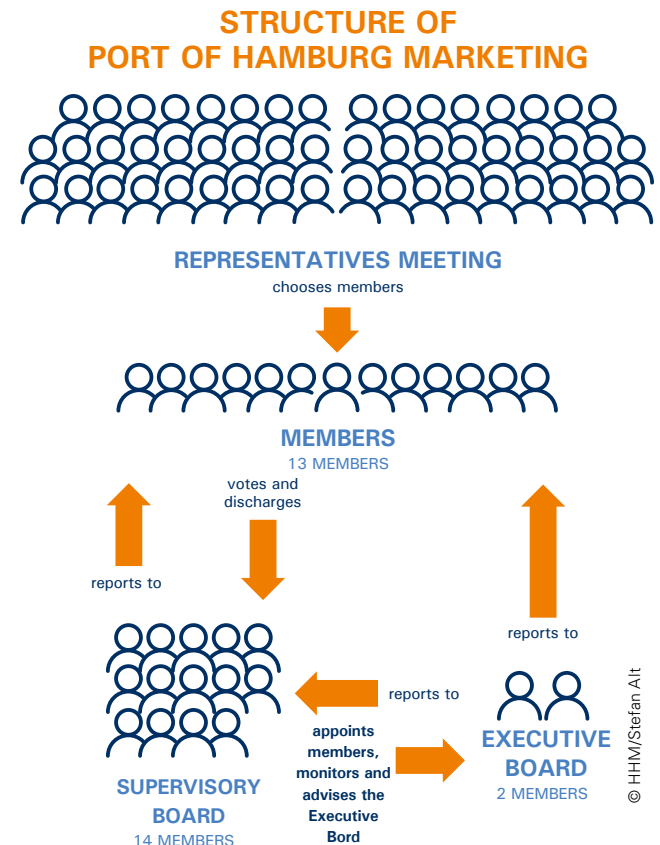 STRUCTURE OF
PORT OF HAMBURG MARKETING
REPRESENTATIVES MEETING
chooses members
MEMBERS
13 MEMBERS
votes and
discharges
reports to
reports to
reports to
appoints
members,
monitors and
advises the
Executive
Bord
SUPERVISORY
BOARD
14 MEMBERS
EXECUTIVE
BOARD
2 MEMBERS
© HHM/Stefan Alt